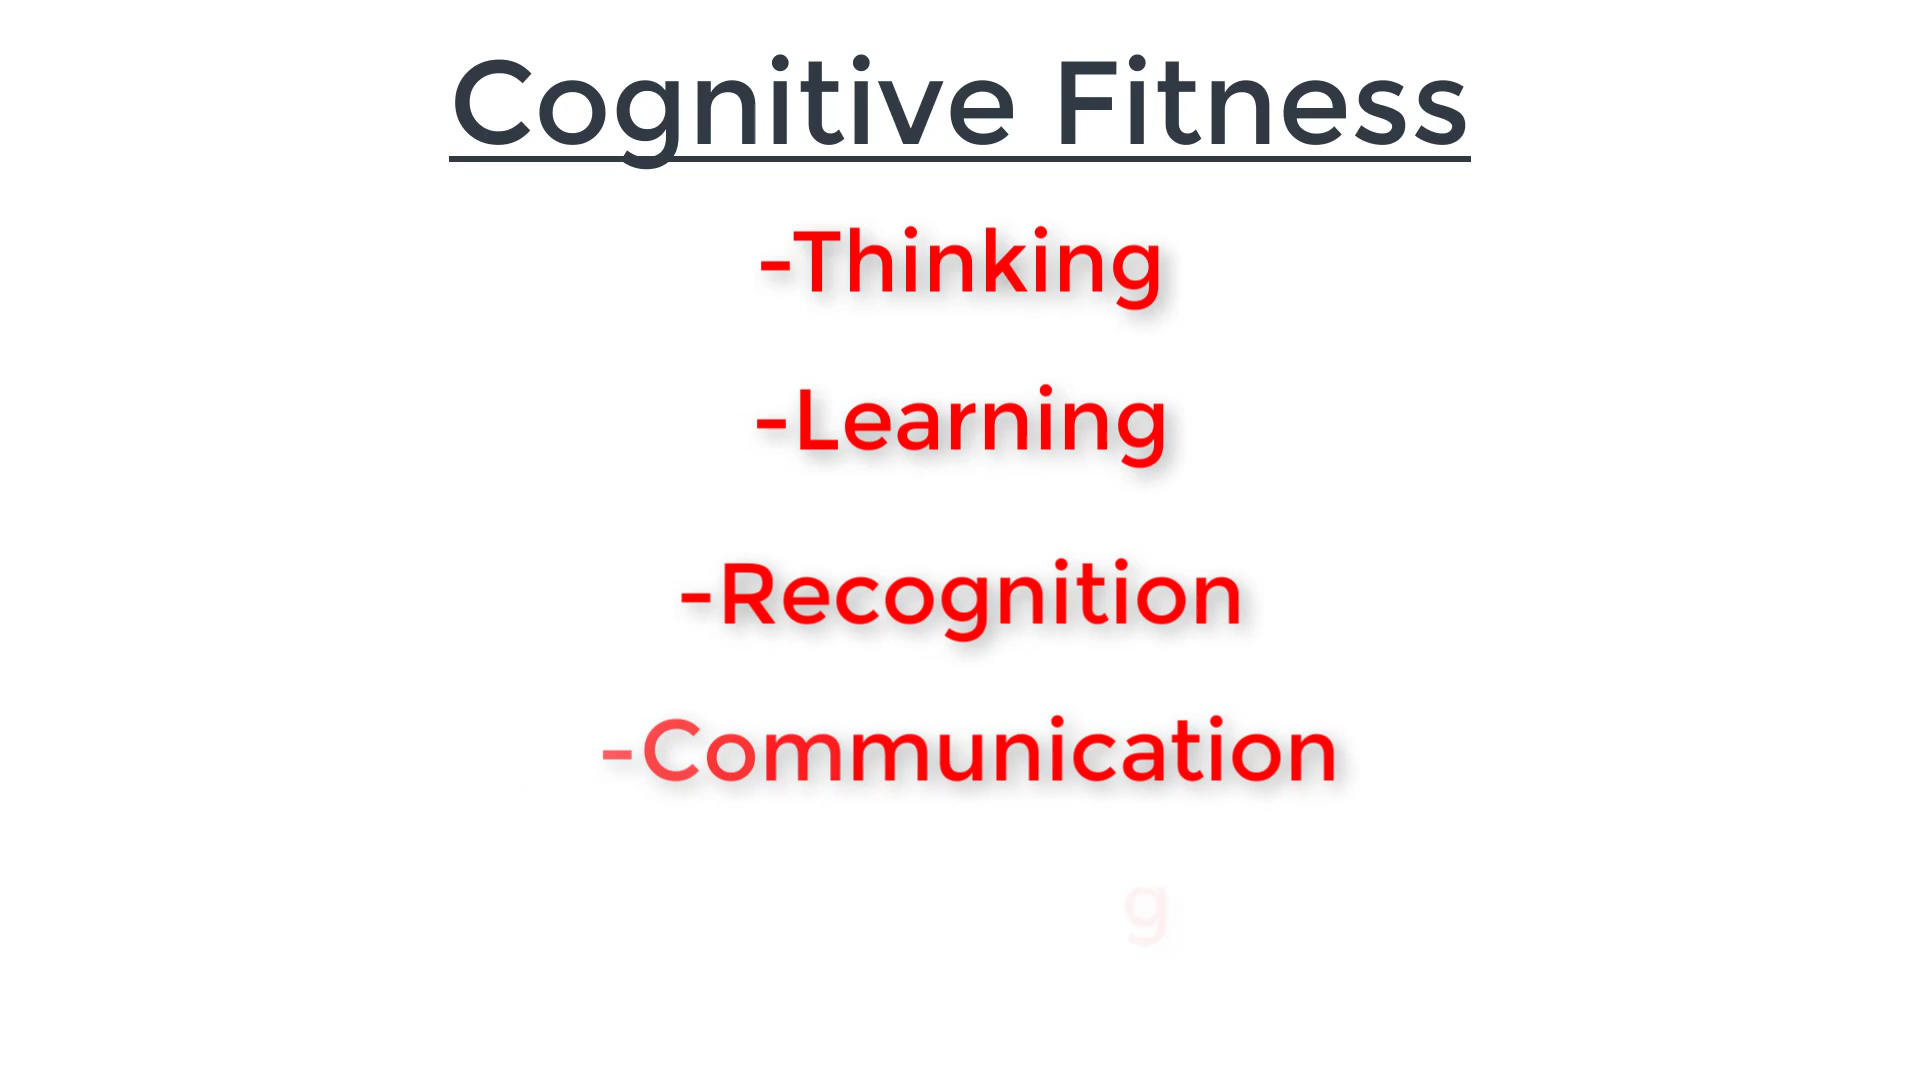 Cognitive Fitness
-Thinking
-Learning
-Recognition
-Communication
g